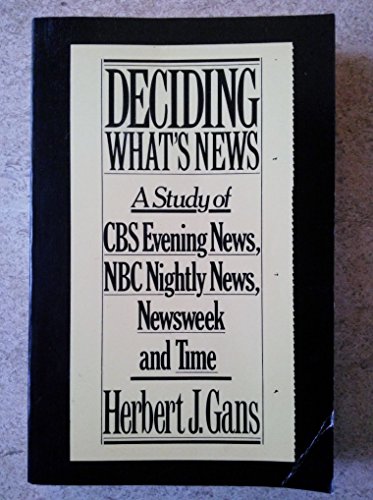 DECIDING
WHAT'S NEWS
A Study of
CBS Evening News,
NBC Nightly News,
Newsweek
and Time
Herbert J. Gans